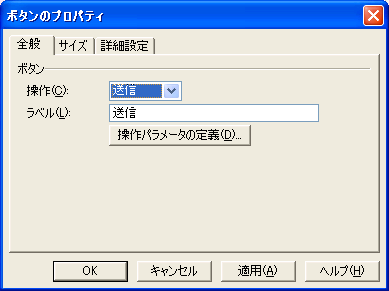 ボタンのプロパティ
全般 サイズ 詳細設定
ボタン
操作(C): 送信
ラベル(L): 送信
操作パラメータの定義(D)...
OK キャンセル 適用(A) ヘルプ(H)